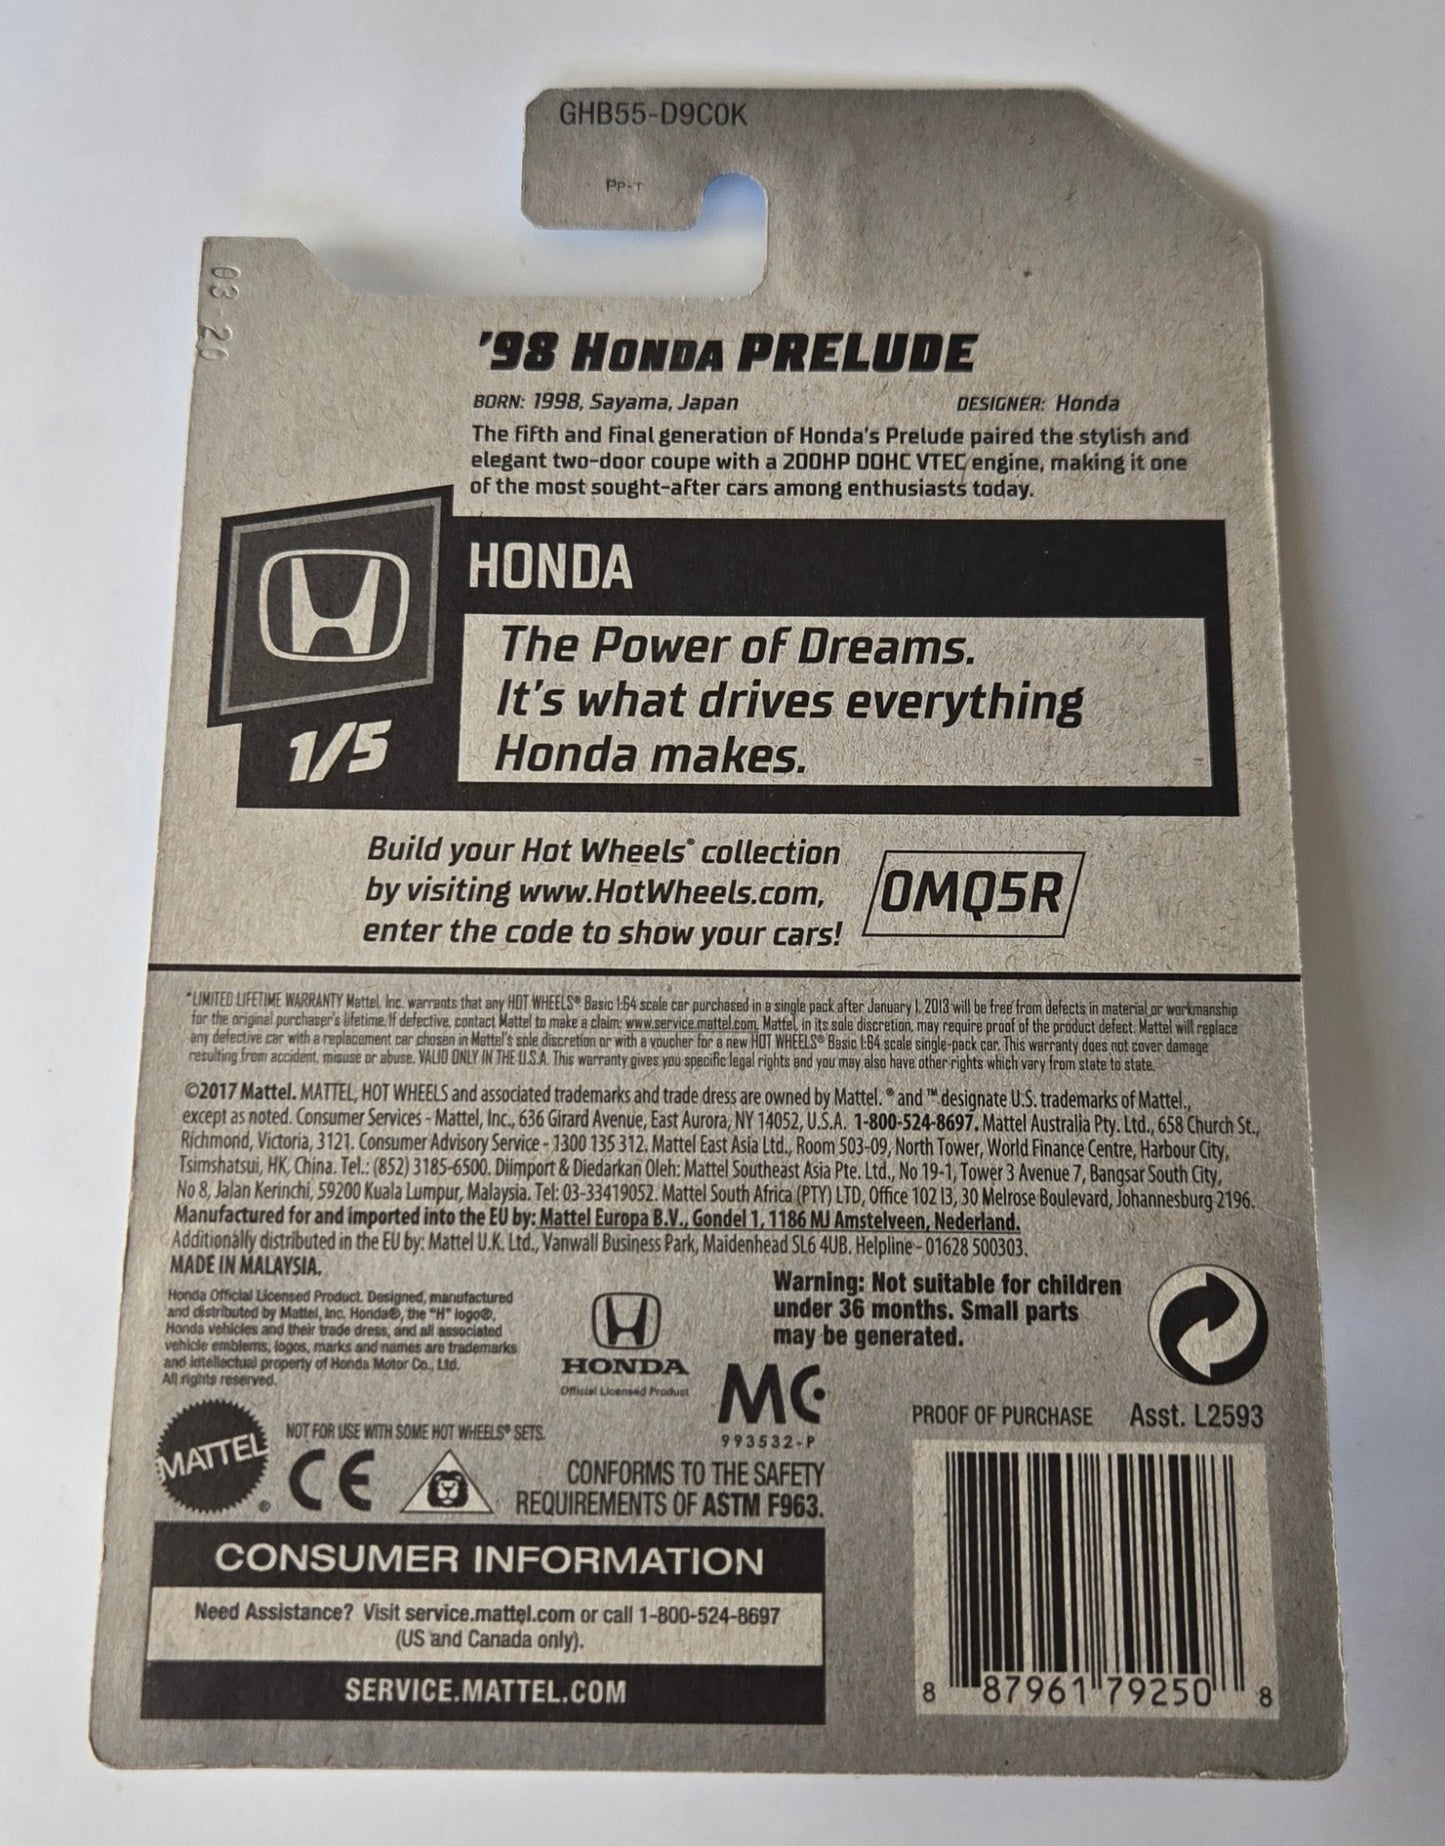 GHB55-D9C0K
PP-T
03 20
'98 HONDA PRELUDE
BORN: 1998, Sayama, Japan DESIGNER: Honda
The fifth and final generation of Honda's Prelude paired the stylish and
elegant two-door coupe with a 200HP DOHC VTEC engine, making it one
of the most sought-after cars among enthusiasts today.
HONDA
The Power of Dreams.
It's what drives everything
Honda makes.
1/5
Build your Hot Wheels® collection
by visiting www.HotWheels.com,
enter the code to show your cars!
0MQ5R
*LIMITED LIFETIME WARRANTY Mattel, Inc. warrants that any HOT WHEELS® Basic 1:64 scale car purchased in a single pack after January 1, 2013 will be free from defects in material or workmanship
for the original purchaser's lifetime. If defective, contact Mattel to make a claim: www.service.mattel.com. Mattel, in its sole discretion, may require proof of the product defect. Mattel will replace
any defective car with a replacement car chosen in Mattel's sole discretion or with a voucher for a new HOT WHEELS® Basic 1:64 scale single-pack car. This warranty does not cover damage
resulting from accident, misuse or abuse. VALID ONLY IN THE U.S.A. This warranty gives you specific legal rights and you may also have other rights which vary from state to state.
©2017 Mattel. MATTEL, HOT WHEELS and associated trademarks and trade dress are owned by Mattel. ® and ™ designate U.S. trademarks of Mattel,
except as noted. Consumer Services - Mattel, Inc., 636 Girard Avenue, East Aurora, NY 14052, U.S.A. 1-800-524-8697. Mattel Australia Pty. Ltd., 658 Church St.,
Richmond, Victoria, 3121. Consumer Advisory Service - 1300 135 312. Mattel East Asia Ltd., Room 503-09, North Tower, World Finance Centre, Harbour City,
Tsimshatsui, HK, China. Tel.: (852) 3185-6500. Diimport & Diedarkan Oleh: Mattel Southeast Asia Pte. Ltd., No 19-1, Tower 3 Avenue 7, Bangsar South City,
No 8, Jalan Kerinchi, 59200 Kuala Lumpur, Malaysia. Tel: 03-33419052. Mattel South Africa (PTY) LTD, Office 102 I3, 30 Melrose Boulevard, Johannesburg 2196.
Manufactured for and imported into the EU by: Mattel Europa B.V., Gondel 1, 1186 MJ Amstelveen, Nederland.
Additionally distributed in the EU by: Mattel U.K. Ltd., Vanwall Business Park, Maidenhead SL6 4UB. Helpline - 01628 500303.
MADE IN MALAYSIA.
Honda Official Licensed Product. Designed, manufactured
and distributed by Mattel, Inc. Honda®, the "H" logo®,
Honda vehicles and their trade dress, and all associated
vehicle emblems, logos, marks and names are trademarks
and intellectual property of Honda Motor Co., Ltd.
All rights reserved.
HONDA
Official Licensed Product
Warning: Not suitable for children
under 36 months. Small parts
may be generated.
MC
993532-P
PROOF OF PURCHASE Asst. L2593
MATTEL®
NOT FOR USE WITH SOME HOT WHEELS® SETS.
CE
CONFORMS TO THE SAFETY
REQUIREMENTS OF ASTM F963.
CONSUMER INFORMATION
Need Assistance? Visit service.mattel.com or call 1-800-524-8697
(US and Canada only).
SERVICE.MATTEL.COM
8 87961 79250 8